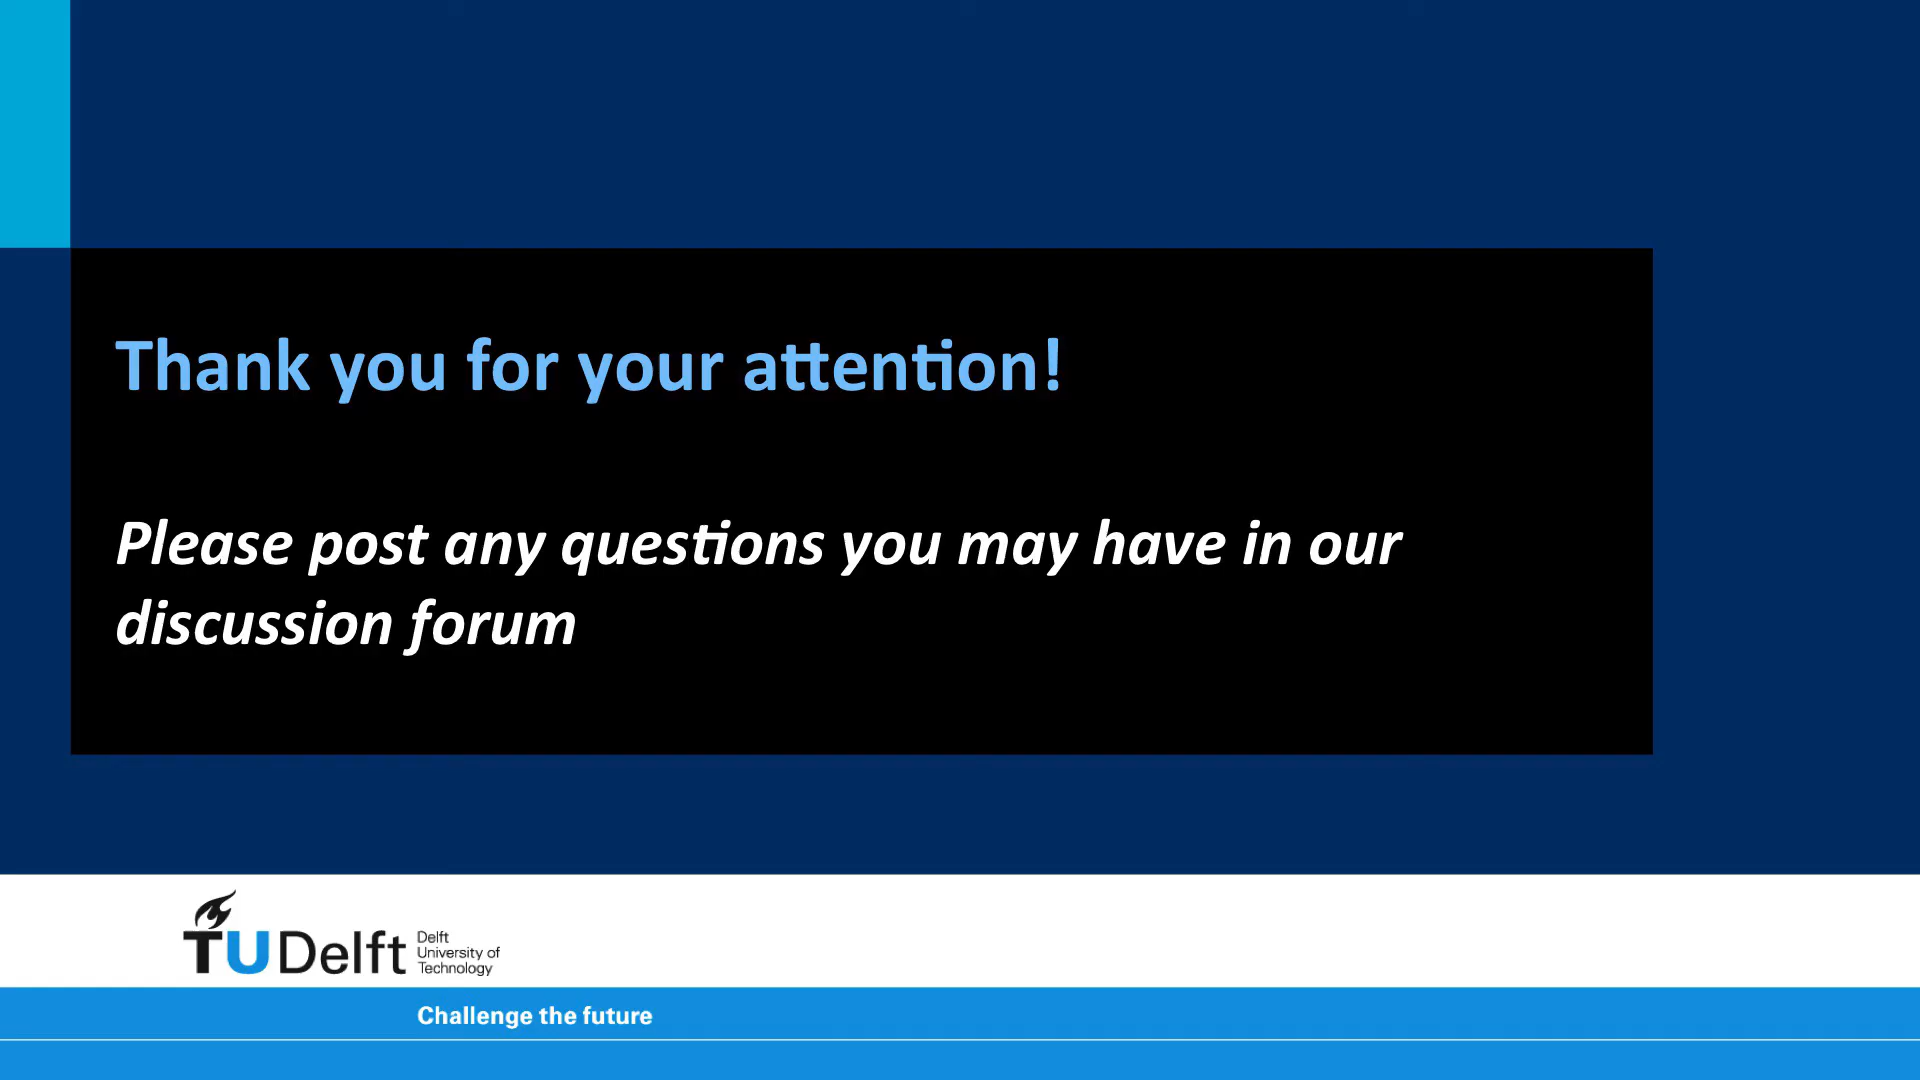 Thank you for your attention!
Please post any questions you may have in our
discussion forum
TUDelft
Delft
University of
Technology
Challenge the future